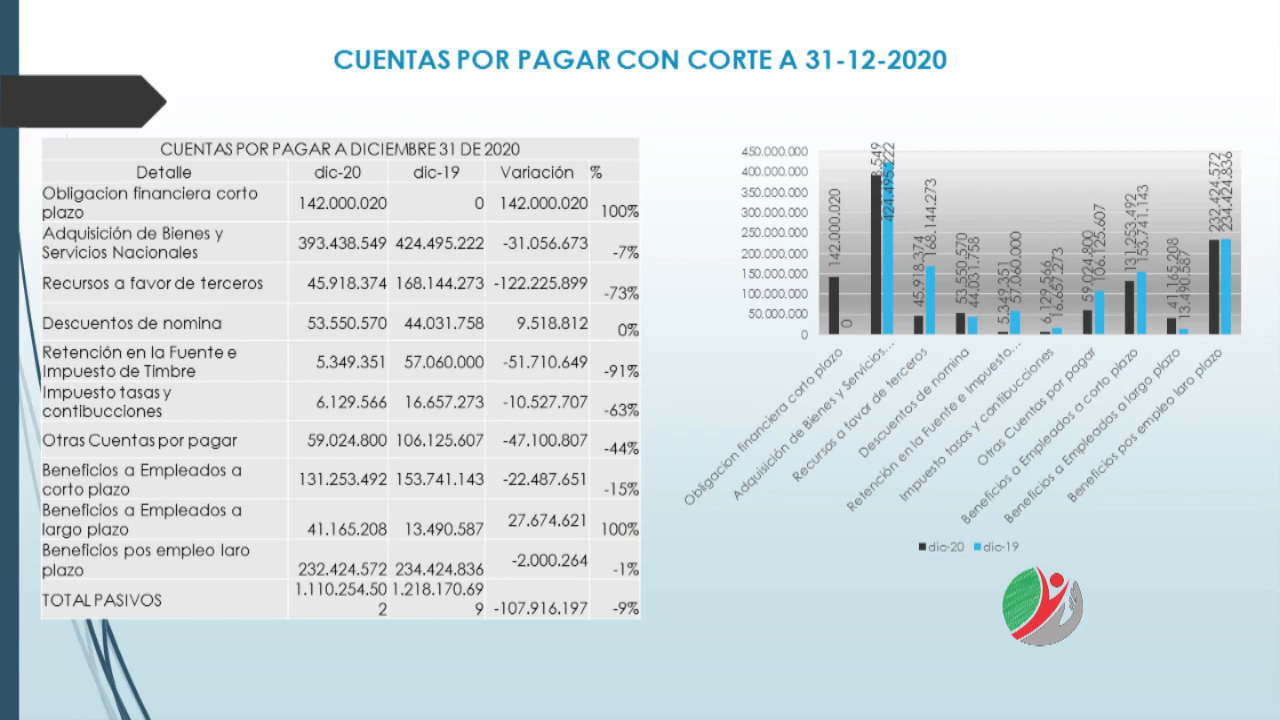 CUENTAS POR PAGAR CON CORTE A 31-12-2020
CUENTAS POR PAGAR A DICIEMBRE 31 DE 2020
Detalle dic-20 dic-19 Variación %
Obligacion financiera corto
plazo 142.000.020 0 142.000.020 100%
Adquisición de Bienes y
Servicios Nacionales 393.438.549 424.495.222 -31.056.673 -7%
Recursos a favor de terceros 45.918.374 168.144.273 -122.225.899 -73%
Descuentos de nomina 53.550.570 44.031.758 9.518.812 0%
Retención en la Fuente e
Impuesto de Timbre 5.349.351 57.060.000 -51.710.649 -91%
Impuesto tasas y
contibucciones 6.129.566 16.657.273 -10.527.707 -63%
Otras Cuentas por pagar 59.024.800 106.125.607 -47.100.807 -44%
Beneficios a Empleados a
corto plazo 131.253.492 153.741.143 -22.487.651 -15%
Beneficios a Empleados a
largo plazo 41.165.208 13.490.587 27.674.621 100%
Beneficios pos empleo laro
plazo 232.424.572 234.424.836 -2.000.264 -1%
TOTAL PASIVOS 1.110.254.50 1.218.170.69
2 9 -107.916.197 -9%
450.000.000
400.000.000
350.000.000
300.000.000
250.000.000
200.000.000
150.000.000
100.000.000
50.000.000
0
142.000.020
0
8.549
424.495.222
45.918.374
168.144.273
53.550.570
44.031.758
5.349.351
57.060.000
6.129.566
16.657.273
59.024.800
106.125.607
131.253.492
153.741.143
41.165.208
13.490.587
232.424.572
234.424.836
Obligacion financiera corto plazo
Adquisición de Bienes y Servicios...
Recursos a favor de terceros
Descuentos de nomina
Retención en la Fuente e Impuesto...
Impuesto tasas y contibucciones
Otras Cuentas por pagar
Beneficios a Empleados a corto plazo
Beneficios a Empleados a largo plazo
Beneficios pos empleo laro plazo
dic-20 dic-19